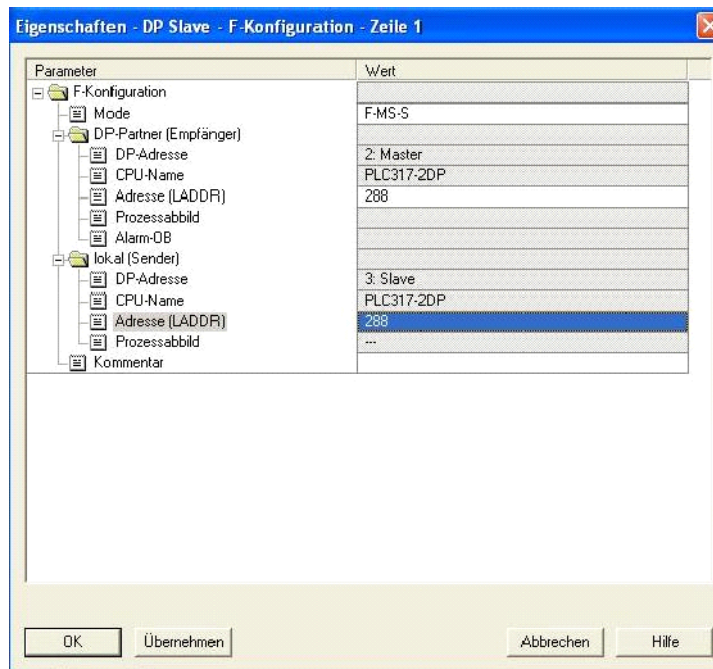 Eigenschaften - DP Slave - F-Konfiguration - Zeile 1
Parameter Wert
F-Konfiguration
Mode F-MS-S
DP-Partner (Empfänger)
DP-Adresse 2: Master
CPU-Name PLC317-2DP
Adresse (LADDR) 288
Prozessabbild
Alarm-OB
lokal (Sender)
DP-Adresse 3: Slave
CPU-Name PLC317-2DP
Adresse (LADDR) 288
Prozessabbild ---
Kommentar
OK Übernehmen Abbrechen Hilfe